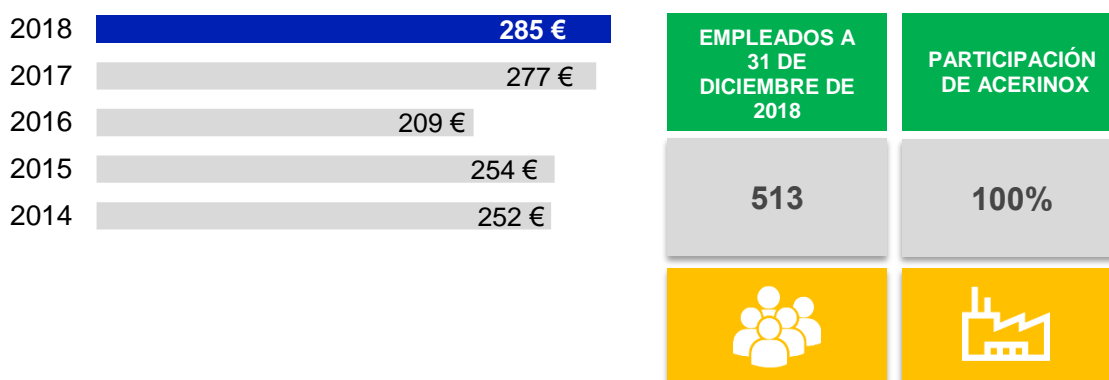 2018 285 €
2017 277 €
2016 209 €
2015 254 €
2014 252 €
EMPLEADOS A
31 DE
DICIEMBRE DE
2018
PARTICIPACIÓN
DE ACERINOX
513
100%